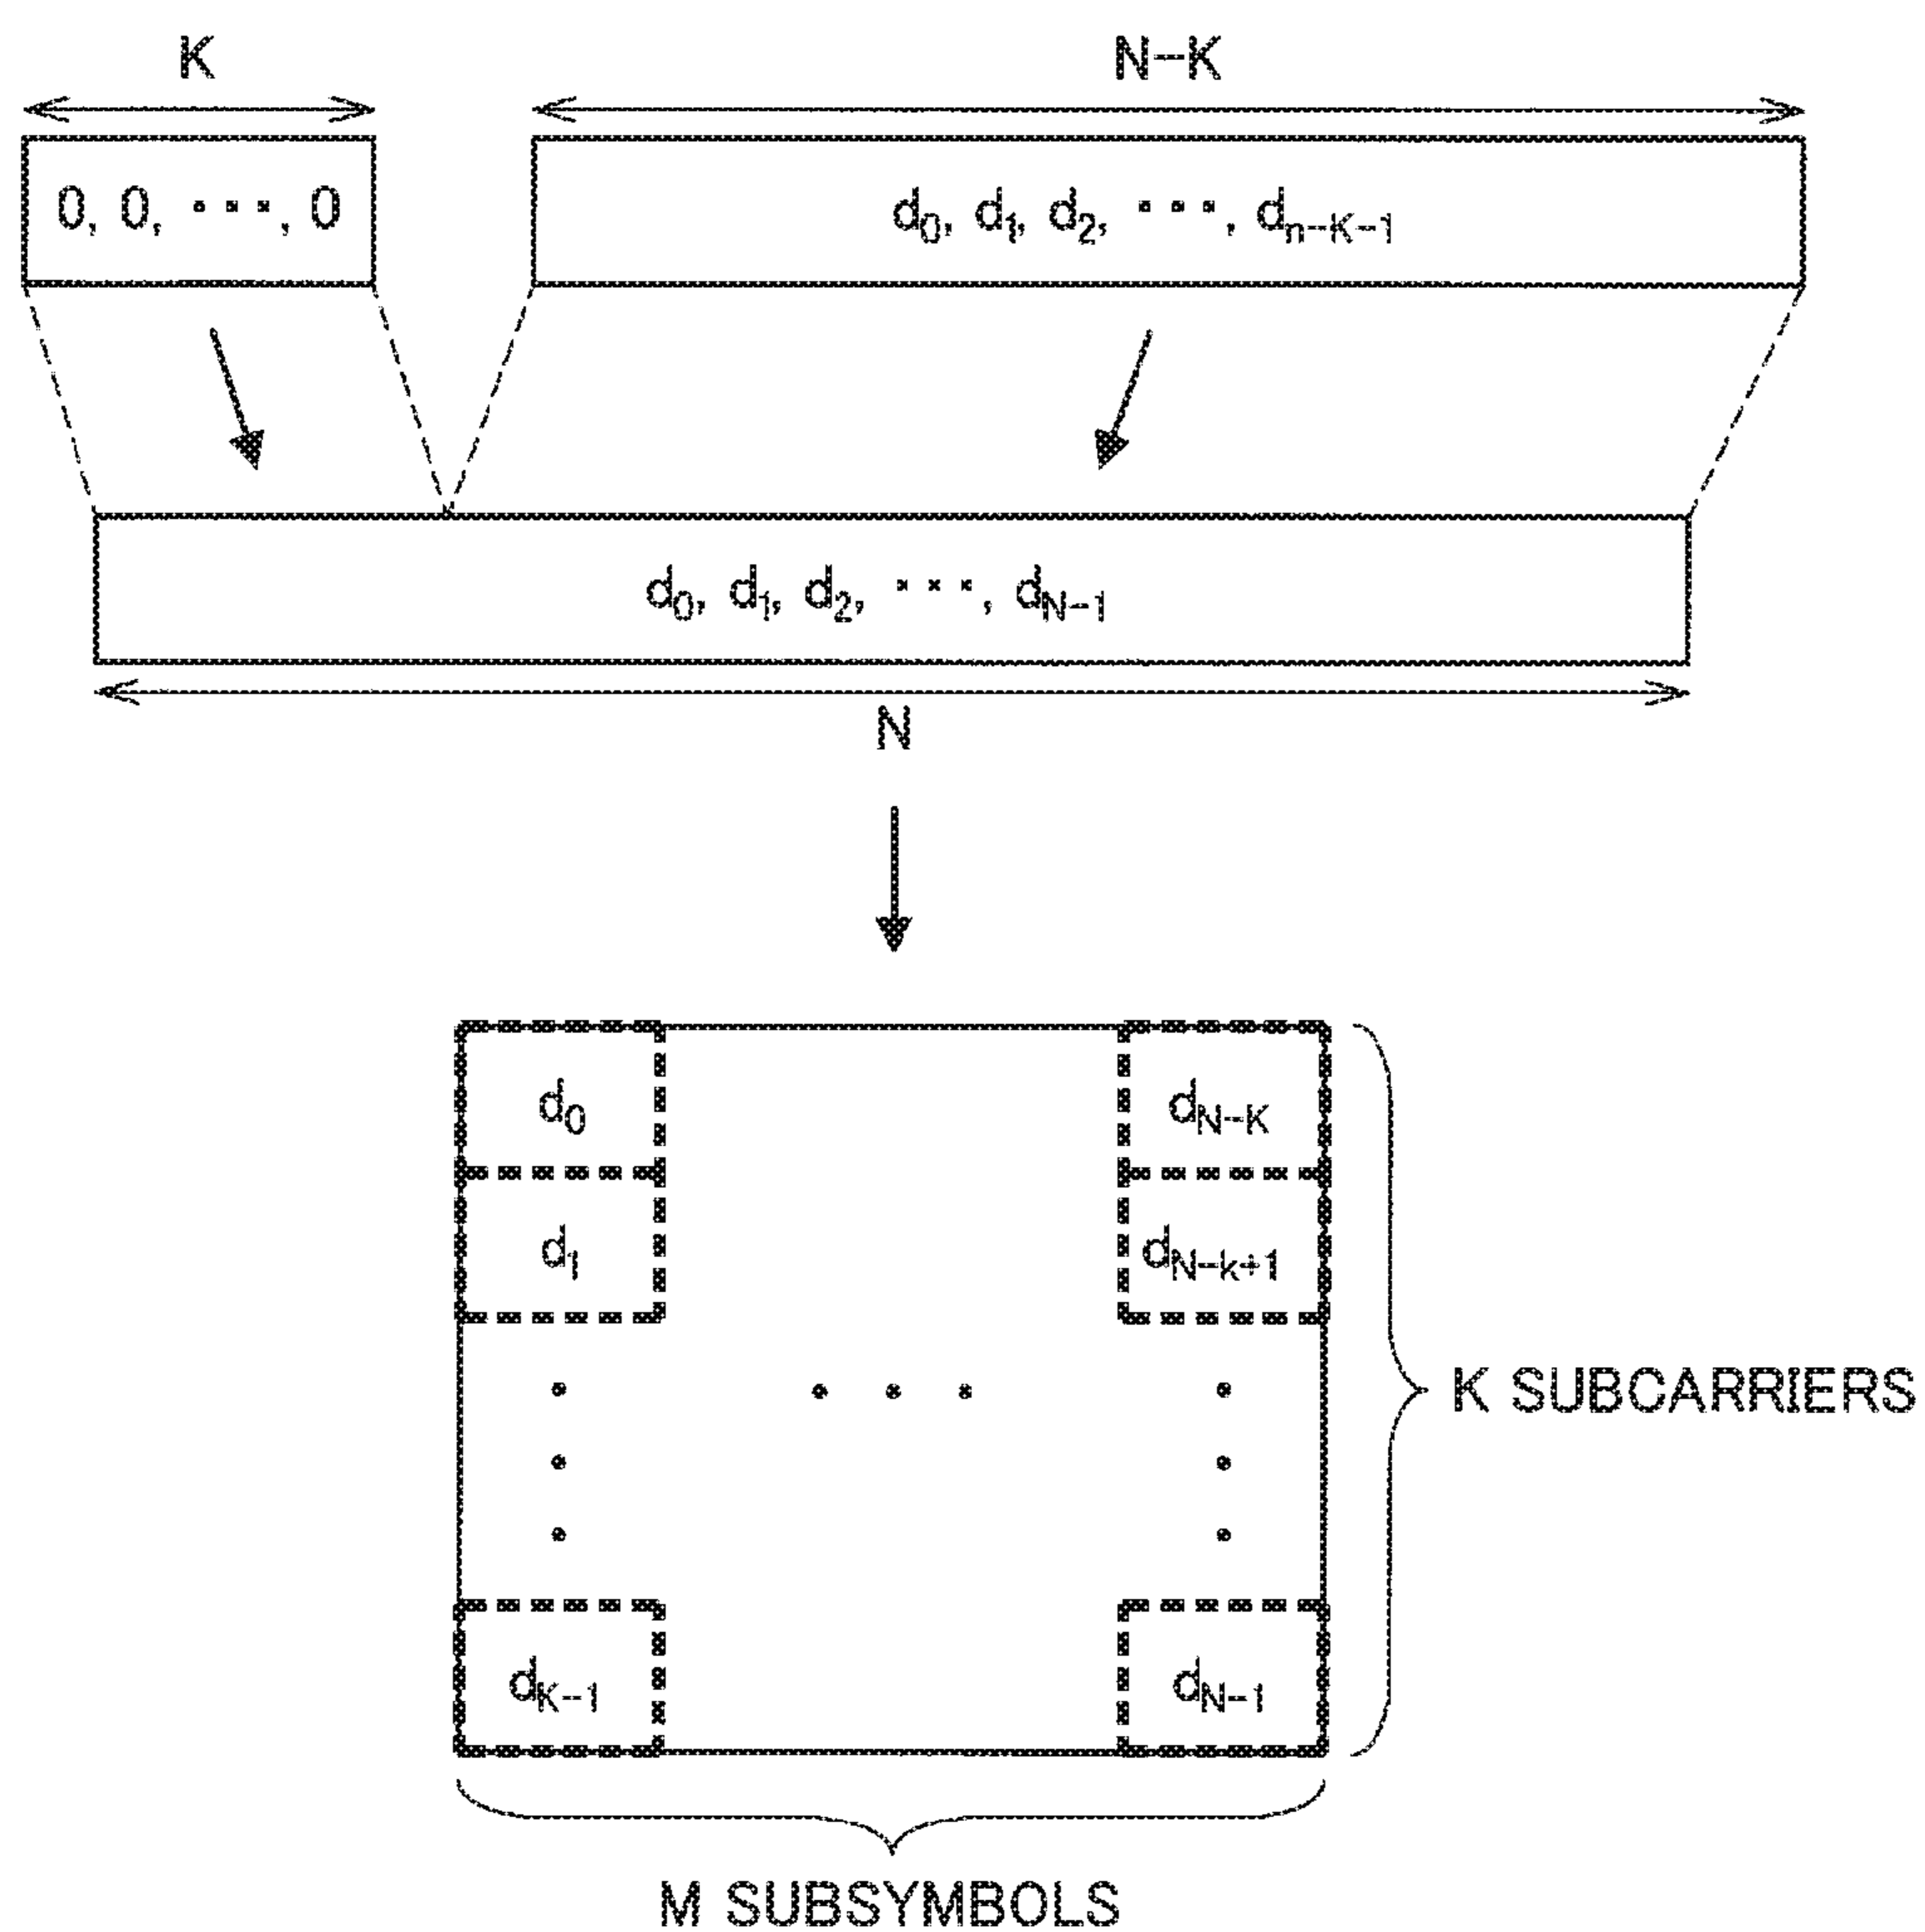 K N-K
0, 0, ･･･, 0 d0, d1, d2, ･･･, dn-K-1
d0, d1, d2, ･･･, dN-1
N
d0 dN-K
d1 dN-k+1
K SUBCARRIERS
dK-1 dN-1
M SUBSYMBOLS